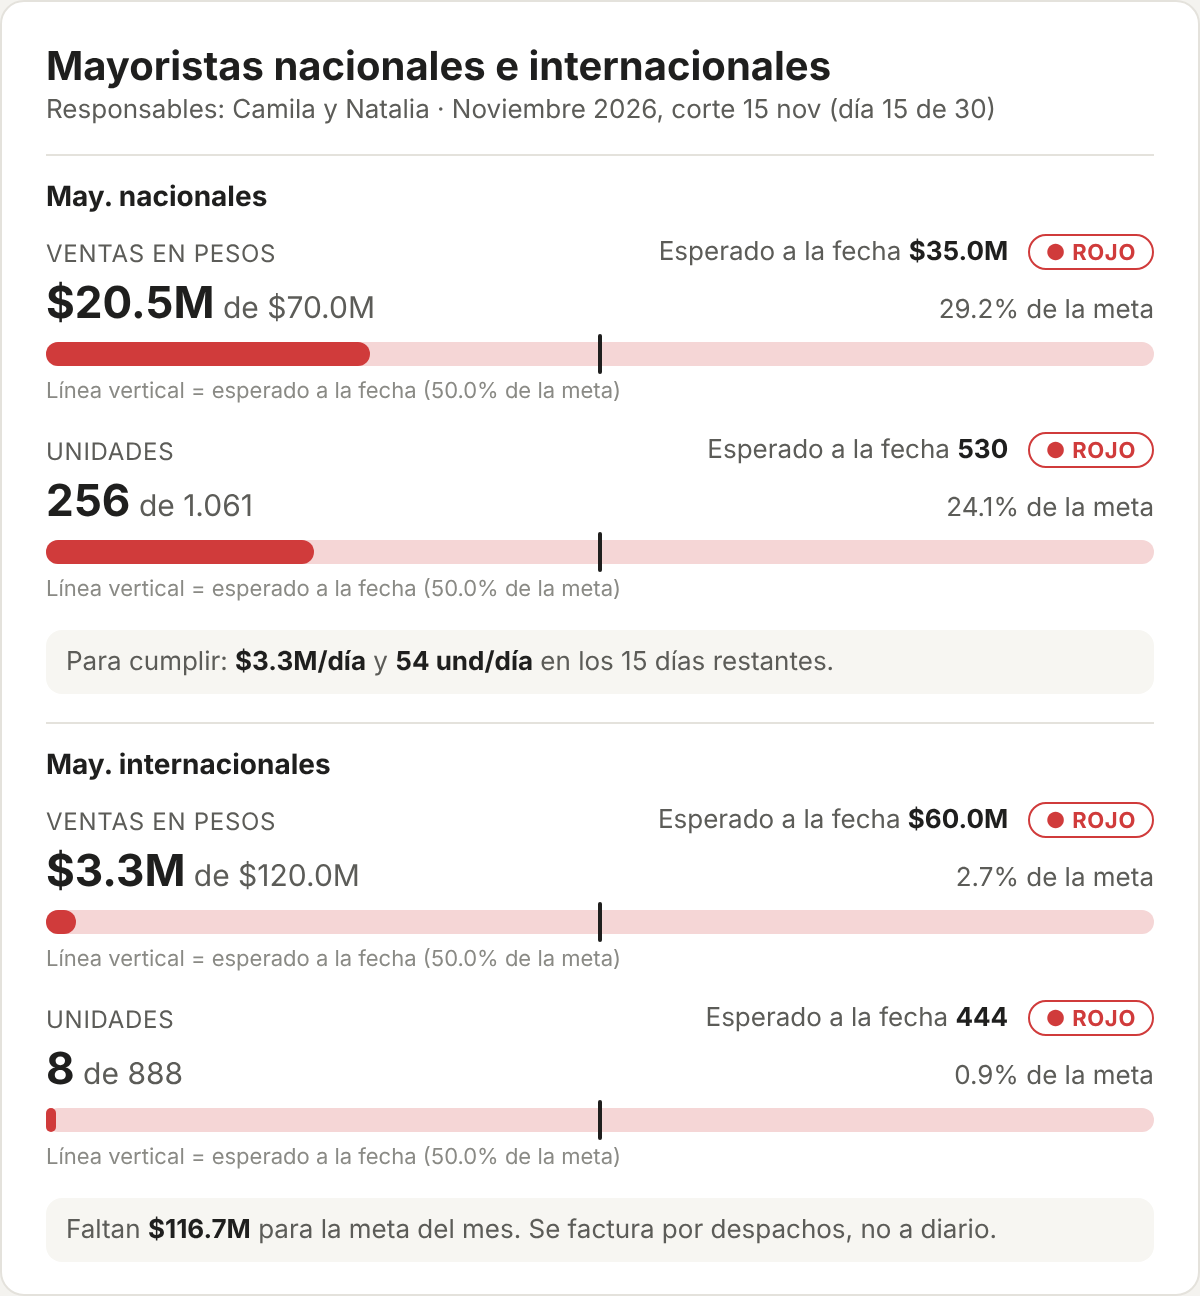 Mayoristas nacionales e internacionales
Responsables: Camila y Natalia · Noviembre 2026, corte 15 nov (día 15 de 30)
May. nacionales
VENTAS EN PESOS
Esperado a la fecha $35.0M
ROJO
$20.5M de $70.0M
29.2% de la meta
Línea vertical = esperado a la fecha (50.0% de la meta)
UNIDADES
Esperado a la fecha 530
ROJO
256 de 1.061
24.1% de la meta
Línea vertical = esperado a la fecha (50.0% de la meta)
Para cumplir: $3.3M/día y 54 und/día en los 15 días restantes.
May. internacionales
VENTAS EN PESOS
Esperado a la fecha $60.0M
ROJO
$3.3M de $120.0M
2.7% de la meta
Línea vertical = esperado a la fecha (50.0% de la meta)
UNIDADES
Esperado a la fecha 444
ROJO
8 de 888
0.9% de la meta
Línea vertical = esperado a la fecha (50.0% de la meta)
Faltan $116.7M para la meta del mes. Se factura por despachos, no a diario.